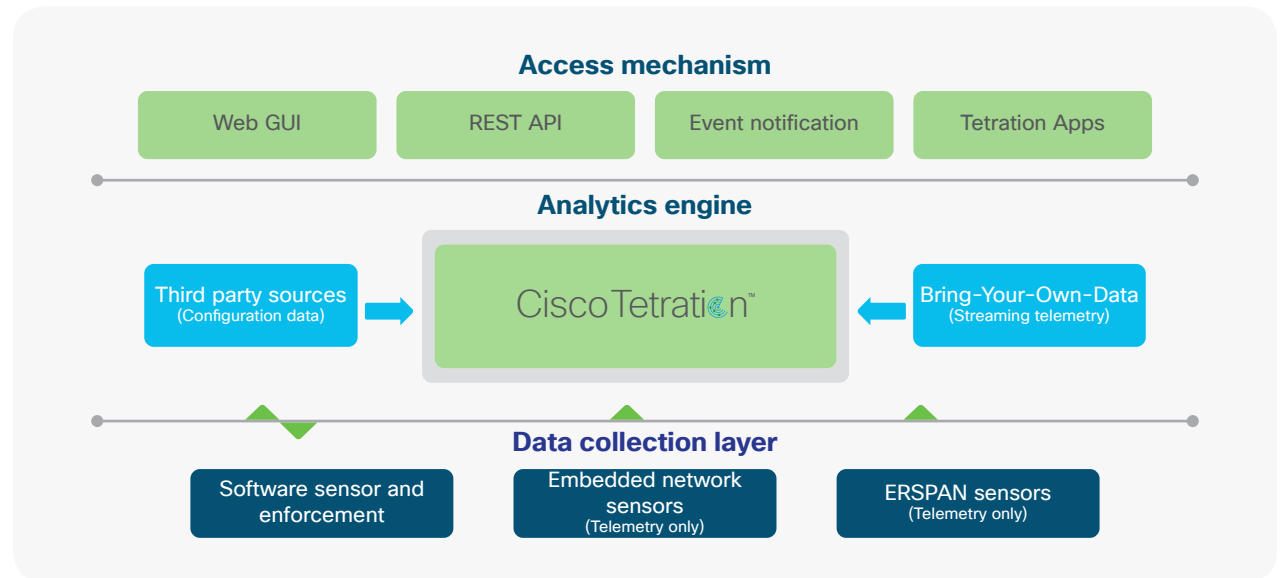 Access mechanism
Web GUI
REST API
Event notification
Tetration Apps
Analytics engine
Third party sources
(Configuration data)
Cisco Tetration™
Bring-Your-Own-Data
(Streaming telemetry)
Data collection layer
Software sensor and
enforcement
Embedded network
sensors
(Telemetry only)
ERSPAN sensors
(Telemetry only)